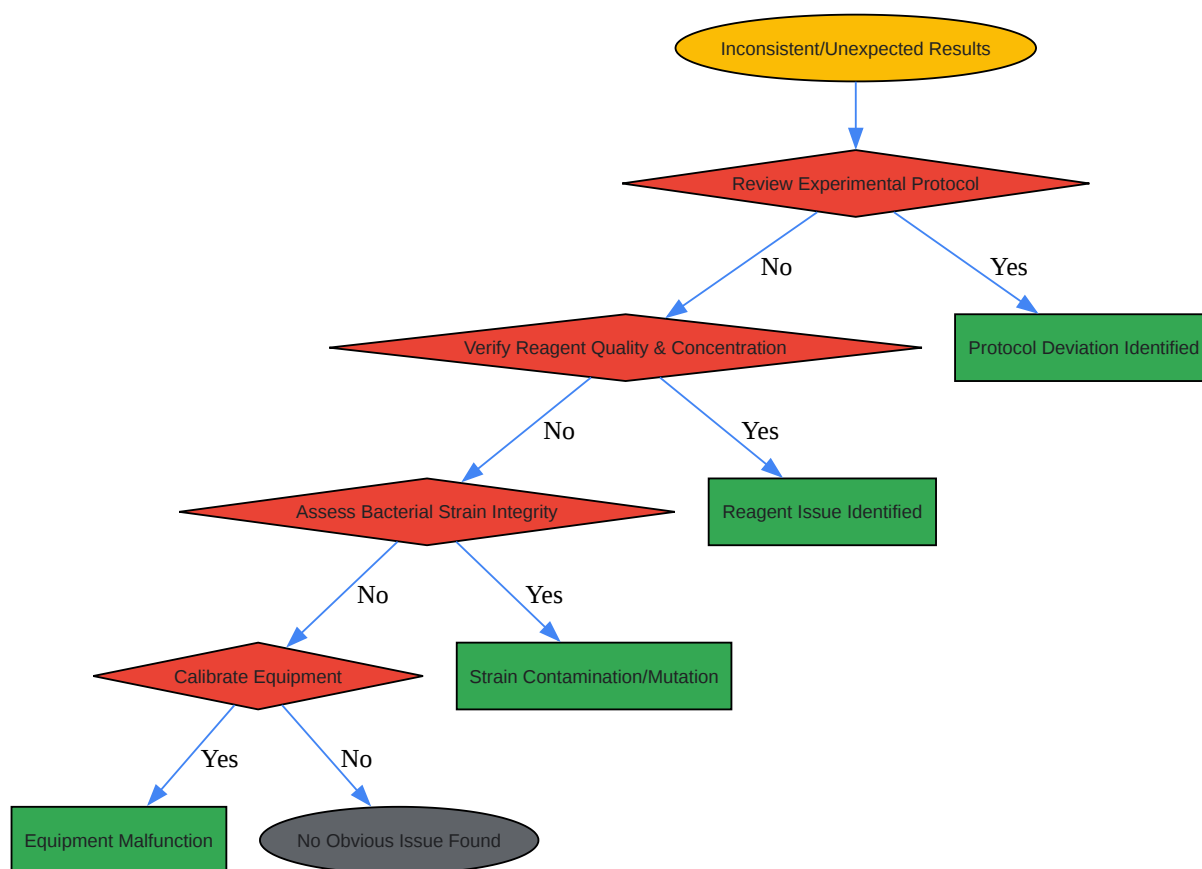 Inconsistent/Unexpected Results
Review Experimental Protocol
No
Yes
Verify Reagent Quality & Concentration
Protocol Deviation Identified
No
Yes
Assess Bacterial Strain Integrity
Reagent Issue Identified
No
Yes
Calibrate Equipment
Strain Contamination/Mutation
Yes
No
Equipment Malfunction
No Obvious Issue Found